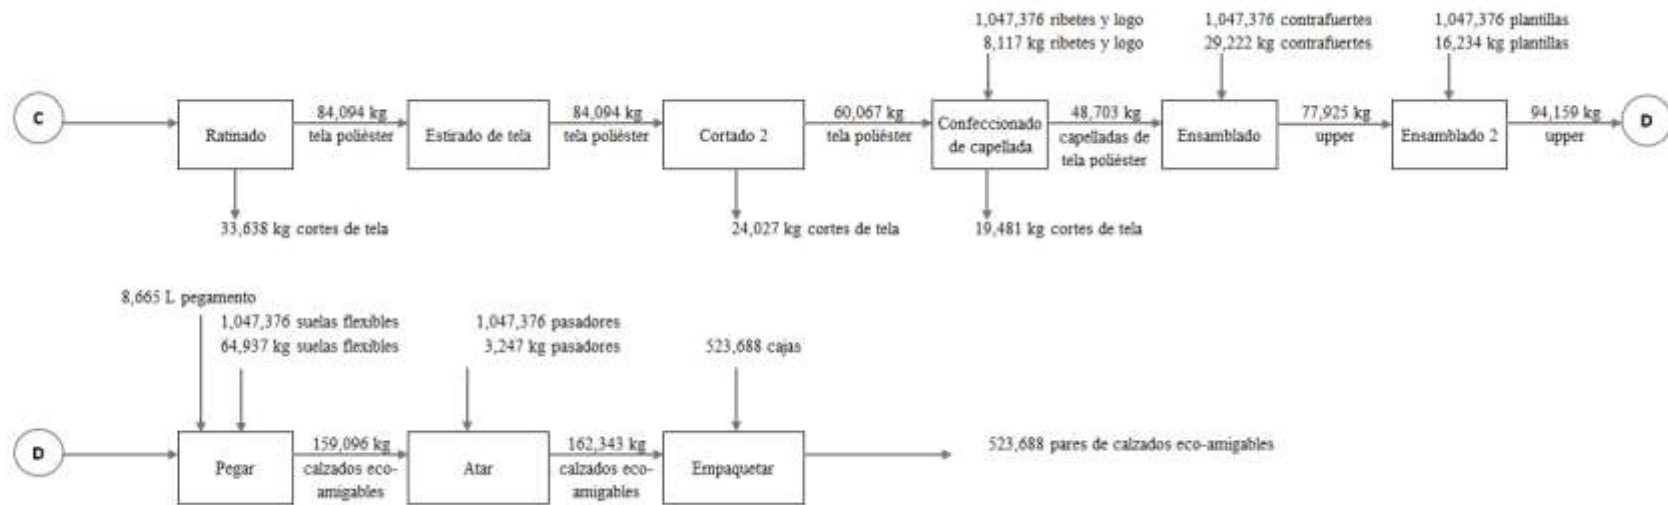 1,047,376 ribetes y logo
8,117 kg ribetes y logo
1,047,376 contrafuertes
29,222 kg contrafuertes
1,047,376 plantillas
16,234 kg plantillas
C
Ratinado
84,094 kg
tela poliéster
Estirado de tela
84,094 kg
tela poliéster
Cortado 2
60,067 kg
tela poliéster
Confeccionado
de capellada
48,703 kg
capelladas de
tela poliéster
Ensamblado
77,925 kg
upper
Ensamblado 2
94,159 kg
upper
D
33,638 kg cortes de tela
24,027 kg cortes de tela
19,481 kg cortes de tela
8,665 L pegamento
1,047,376 suelas flexibles
64,937 kg suelas flexibles
1,047,376 pasadores
3,247 kg pasadores
523,688 cajas
D
Pegar
159,096 kg
calzados eco-
amigables
Atar
162,343 kg
calzados eco-
amigables
Empaquetar
523,688 pares de calzados eco-amigables